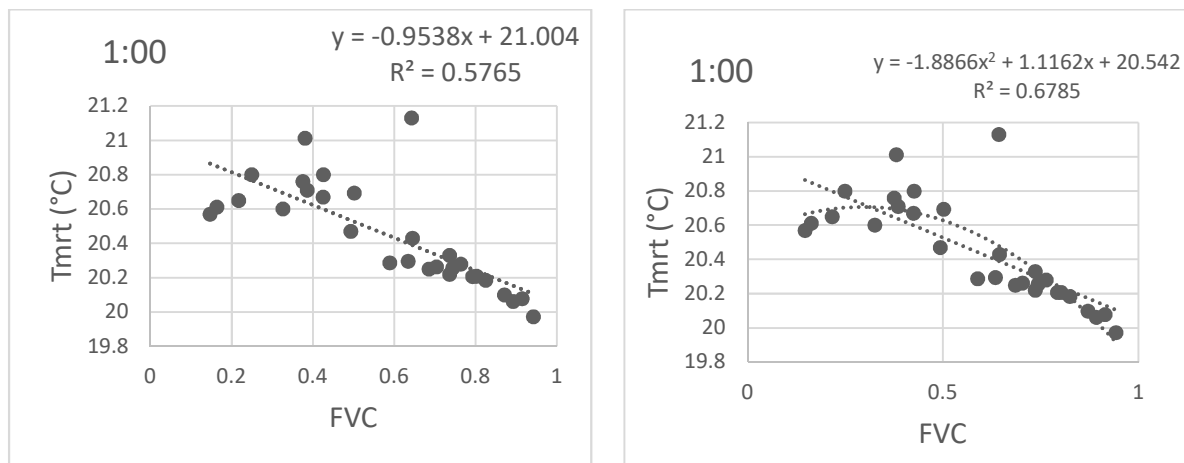 1:00
y = -0.9538x + 21.004
R² = 0.5765
21.2
21
20.8
20.6
20.4
20.2
20
19.8
Tmrt (°C)
0 0.2 0.4 0.6 0.8 1
FVC
1:00
y = -1.8866x² + 1.1162x + 20.542
R² = 0.6785
21.2
21
20.8
20.6
20.4
20.2
20
19.8
Tmrt (°C)
0 0.5 1
FVC